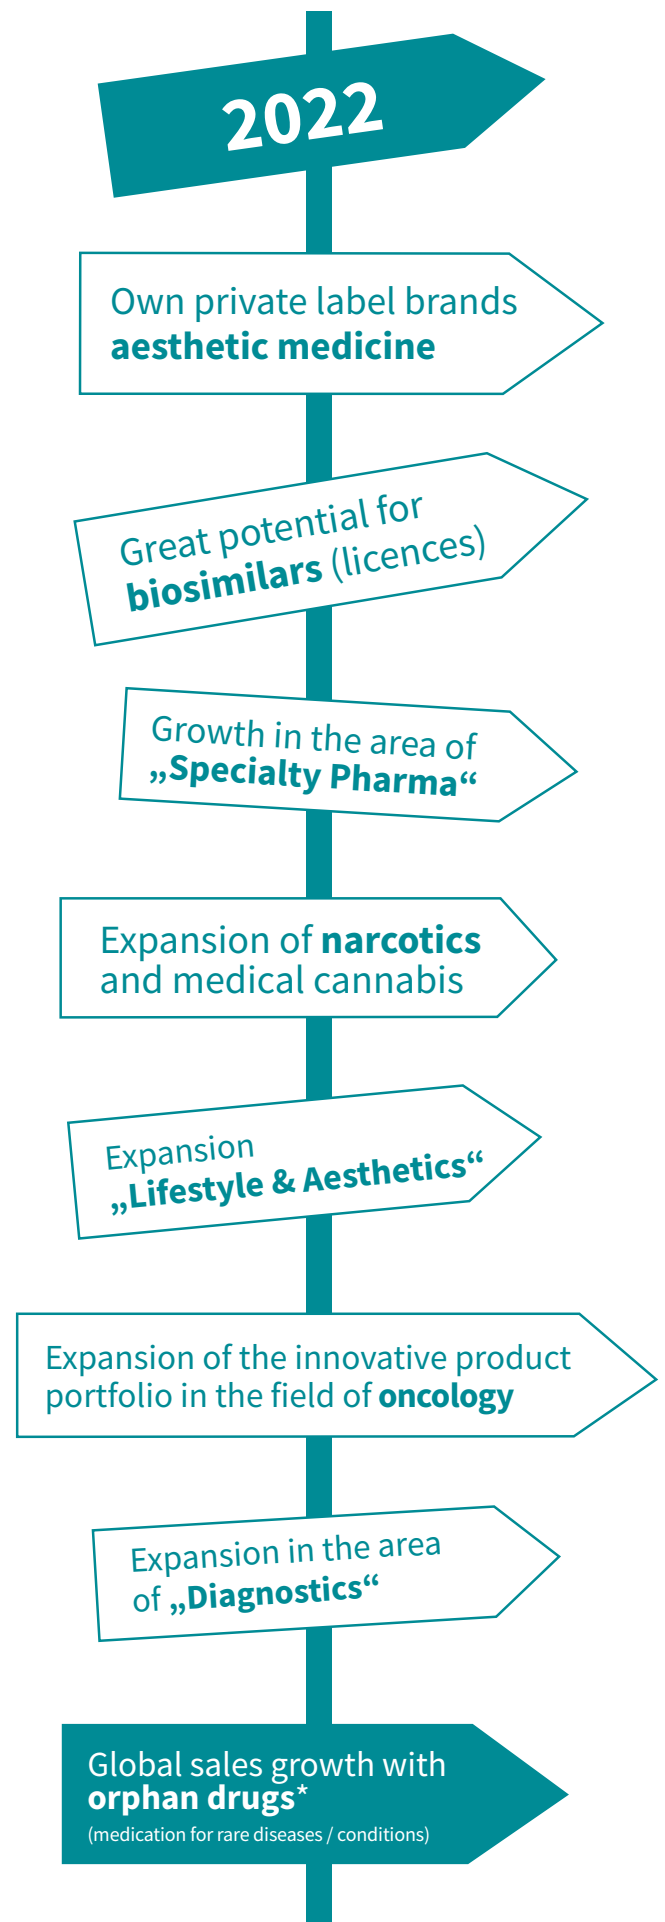 2022
Own private label brands
aesthetic medicine
Great potential for
biosimilars (licences)
Growth in the area of
„Specialty Pharma“
Expansion of narcotics
and medical cannabis
Expansion
„Lifestyle & Aesthetics“
Expansion of the innovative product
portfolio in the field of oncology
Expansion in the area
of „Diagnostics“
Global sales growth with
orphan drugs*
(medication for rare diseases / conditions)